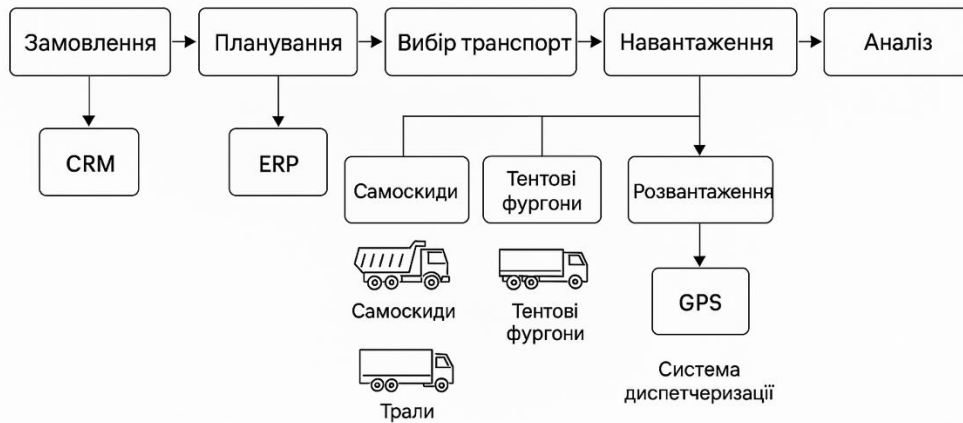 Замовлення
Планування
Вибір транспорт
Навантаження
Аналіз
CRM
ERP
Самоскиди
Тентові
фургони
Розвантаження
Самоскиди
Тентові
фургони
GPS
Трали
Система
диспетчеризації